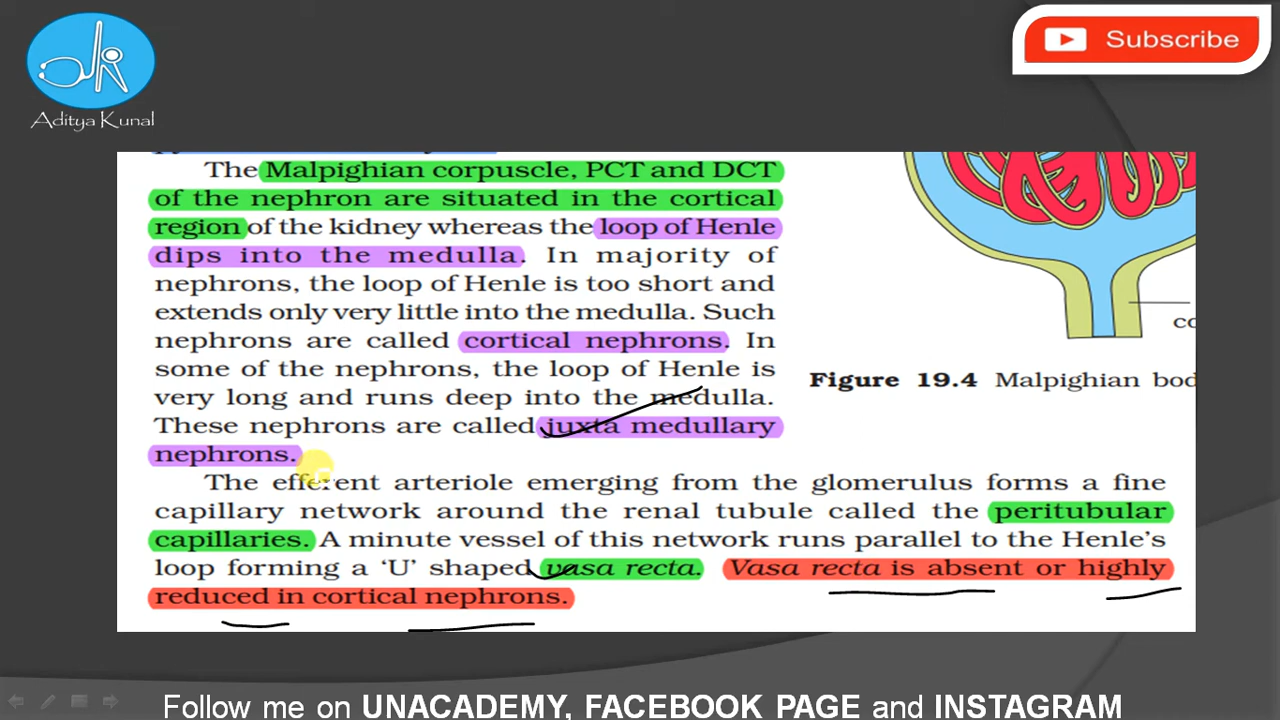 Aditya Kunal
Subscribe
The Malpighian corpuscle, PCT and DCT
of the nephron are situated in the cortical
region of the kidney whereas the loop of Henle
dips into the medulla. In majority of
nephrons, the loop of Henle is too short and
extends only very little into the medulla. Such
nephrons are called cortical nephrons. In
some of the nephrons, the loop of Henle is
very long and runs deep into the medulla.
These nephrons are called juxta medullary
nephrons.
Figure 19.4 Malpighian bod
The efferent arteriole emerging from the glomerulus forms a fine
capillary network around the renal tubule called the peritubular
capillaries. A minute vessel of this network runs parallel to the Henle's
loop forming a 'U' shaped vasa recta. Vasa recta is absent or highly
reduced in cortical nephrons.
Follow me on UNACADEMY, FACEBOOK PAGE and INSTAGRAM